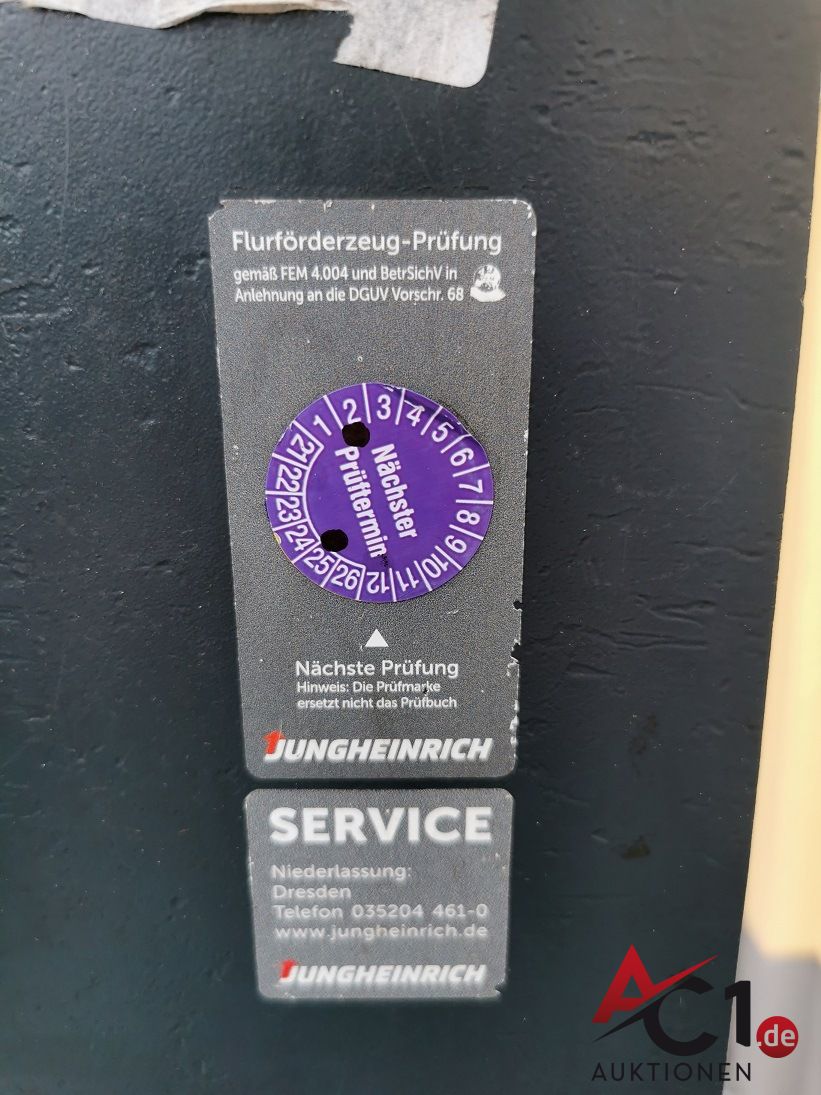 Flurförderzeug-Prüfung
gemäß FEM 4.004 und BetrSichV in
Anlehnung an die DGUV Vorschr. 68
1 2 3 4 5 6 7 8 9 10 11 12
21 22 23 24 25 26
Nächster
Prüftermin
Nächste Prüfung
Hinweis: Die Prüfmarke
ersetzt nicht das Prüfbuch
JUNGHEINRICH
SERVICE
Niederlassung:
Dresden
Telefon 035204 461-0
www.jungheinrich.de
JUNGHEINRICH
AC1.de
AUKTIONEN